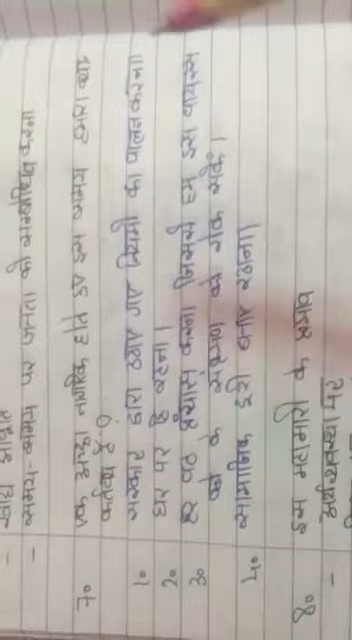 -
- समय-समय पर जनता को सम्बोधित करना
7. एक अच्छा नागरिक होते हुए इस समय हमारा क्या
कर्तव्य है ?
1. सरकार द्वारा लगाए गए नियमों का पालन करना
2. घर पर है रहना।
3. हर वह प्रयास करना जिससे हम इस वायरस
को के संक्रमण को रोक सकें।
4. सामाजिक दूरी बनाए रखना।
8. इस महामारी के प्रभाव
- अर्थव्यवस्था पर